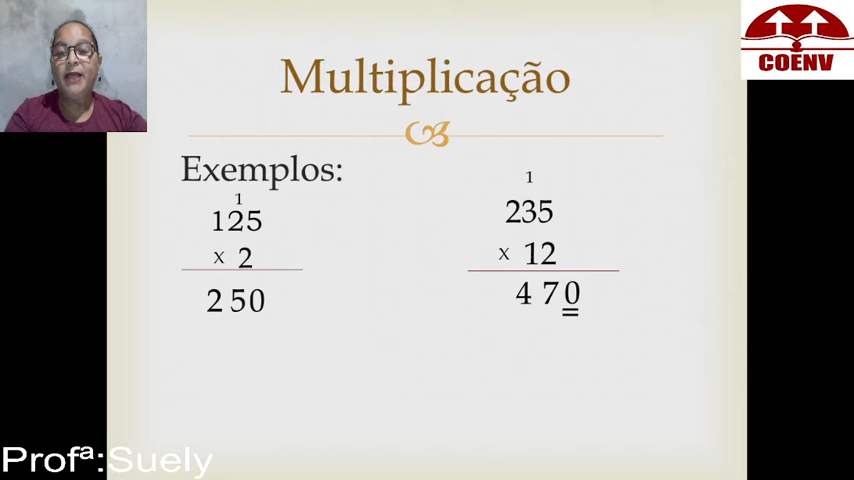 COENV
Multiplicação
Exemplos:
1
125
x 2
250
1
235
x 12
470
Profª:Suely